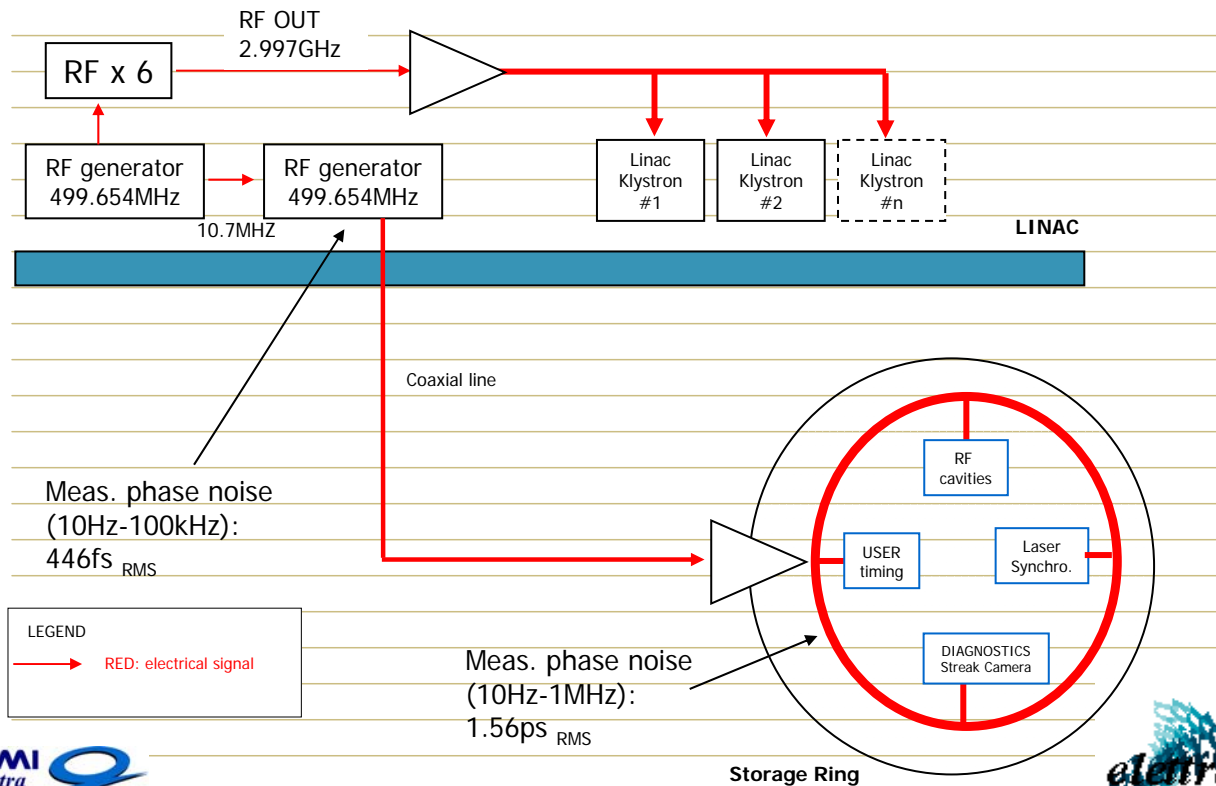 RF OUT
2.997GHz
RF x 6
RF generator
499.654MHz
RF generator
499.654MHz
10.7MHZ
Linac
Klystron
#1
Linac
Klystron
#2
Linac
Klystron
#n
LINAC
Coaxial line
Meas. phase noise
(10Hz-100kHz):
446fs RMS
RF
cavities
USER
timing
Laser
Synchro.
DIAGNOSTICS
Streak Camera
LEGEND
RED: electrical signal
Meas. phase noise
(10Hz-1MHz):
1.56ps RMS
Storage Ring